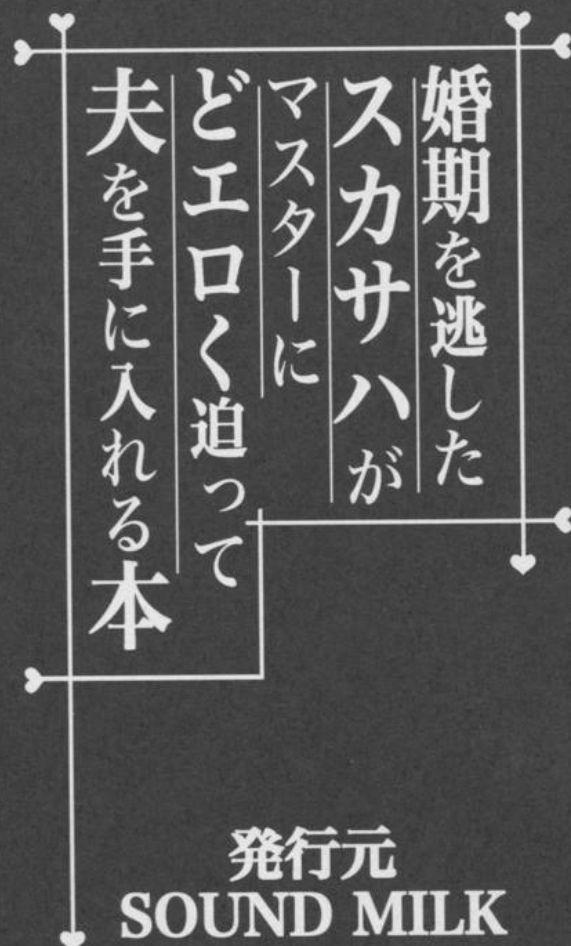 婚期を逃した
スカサハが
マスターに
どエロく迫って
夫を手に入れる本
発行元
SOUND MILK